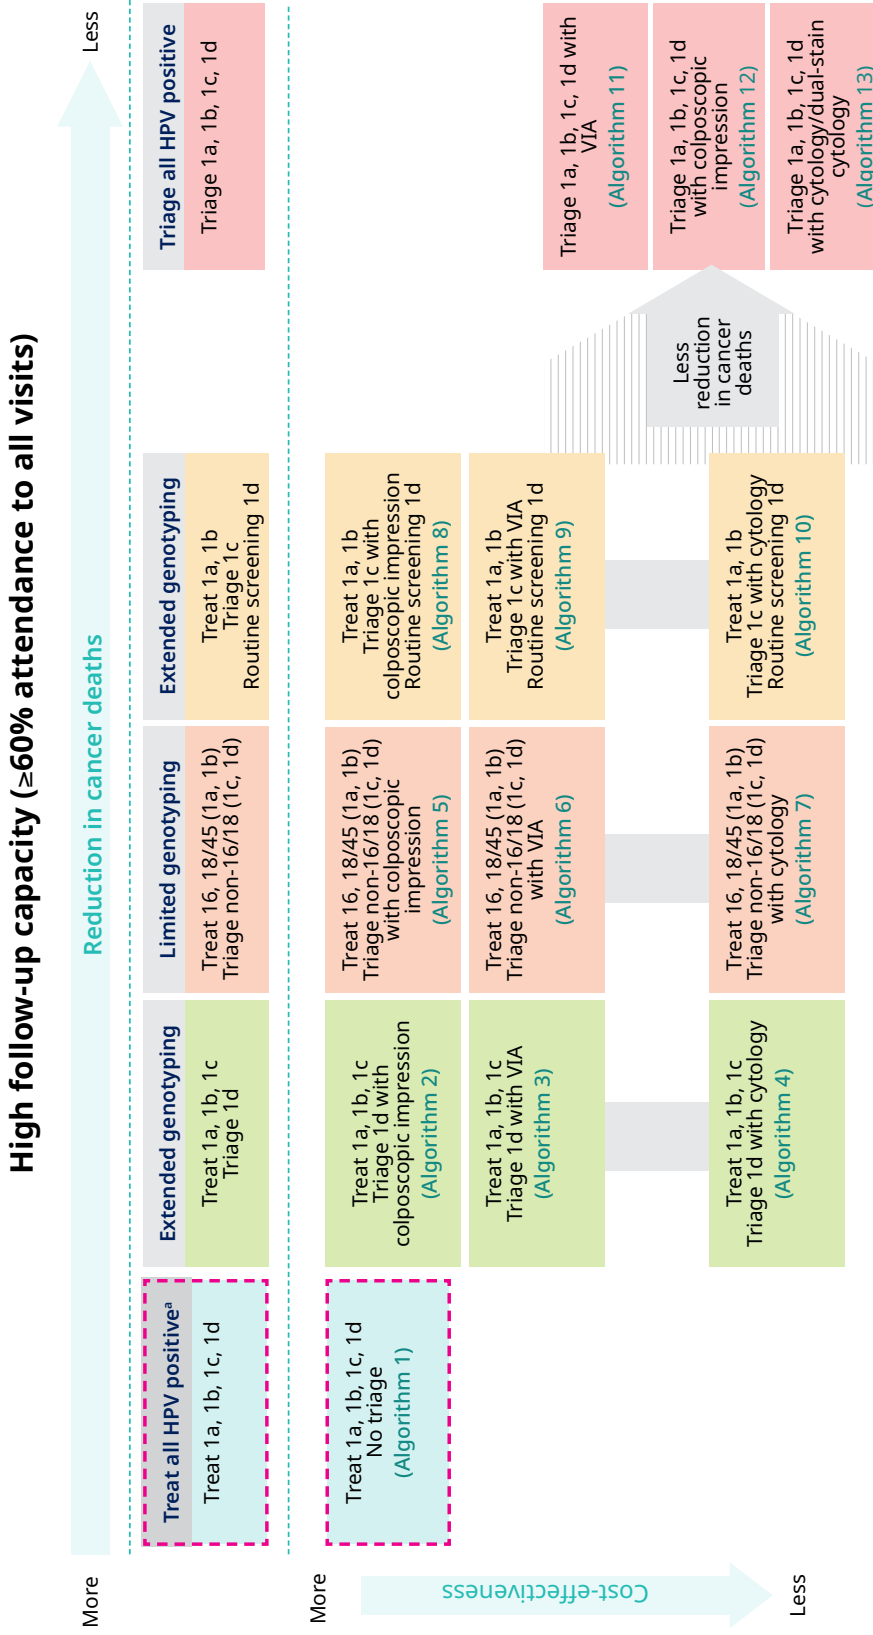 High follow-up capacity (≥60% attendance to all visits)
More
Reduction in cancer deaths
Less
Treat all HPV positiveᵃ
Treat 1a, 1b, 1c, 1d
Extended genotyping
Treat 1a, 1b, 1c
Triage 1d
Limited genotyping
Treat 16, 18/45 (1a, 1b)
Triage non-16/18 (1c, 1d)
Extended genotyping
Treat 1a, 1b
Triage 1c
Routine screening 1d
Triage all HPV positive
Triage 1a, 1b, 1c, 1d
More
Cost-effectiveness
Less
Treat 1a, 1b, 1c, 1d
No triage
(Algorithm 1)
Treat 1a, 1b, 1c
Triage 1d with
colposcopic impression
(Algorithm 2)
Treat 16, 18/45 (1a, 1b)
Triage non-16/18 (1c, 1d)
with colposcopic
impression
(Algorithm 5)
Treat 1a, 1b
Triage 1c with
colposcopic impression
Routine screening 1d
(Algorithm 8)
Treat 1a, 1b, 1c
Triage 1d with VIA
(Algorithm 3)
Treat 16, 18/45 (1a, 1b)
Triage non-16/18 (1c, 1d)
with VIA
(Algorithm 6)
Treat 1a, 1b
Triage 1c with VIA
Routine screening 1d
(Algorithm 9)
Treat 1a, 1b, 1c
Triage 1d with cytology
(Algorithm 4)
Treat 16, 18/45 (1a, 1b)
Triage non-16/18 (1c, 1d)
with cytology
(Algorithm 7)
Treat 1a, 1b
Triage 1c with cytology
Routine screening 1d
(Algorithm 10)
Less
reduction
in cancer
deaths
Triage 1a, 1b, 1c, 1d with
VIA
(Algorithm 11)
Triage 1a, 1b, 1c, 1d
with colposcopic
impression
(Algorithm 12)
Triage 1a, 1b, 1c, 1d
with cytology/dual-stain
cytology
(Algorithm 13)